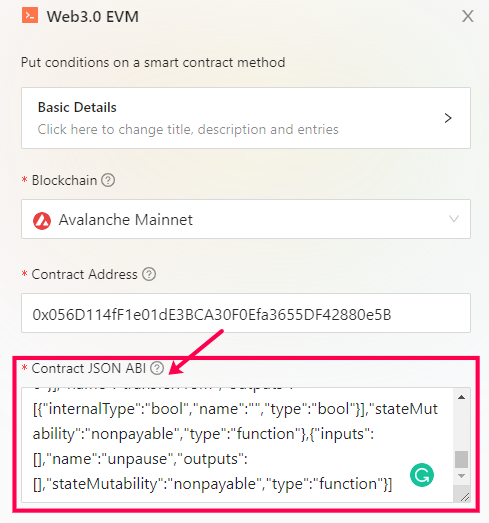 Web3.0 EVM
Put conditions on a smart contract method
Basic Details
Click here to change title, description and entries
* Blockchain
Avalanche Mainnet
* Contract Address
0x056D114fF1e01dE3BCA30F0Efa3655DF42880e5B
* Contract JSON ABI
[{"internalType":"bool","name":"","type":"bool"}],"stateMut
ability":"nonpayable","type":"function"},{"inputs":
[],"name":"unpause","outputs":
[],"stateMutability":"nonpayable","type":"function"}]